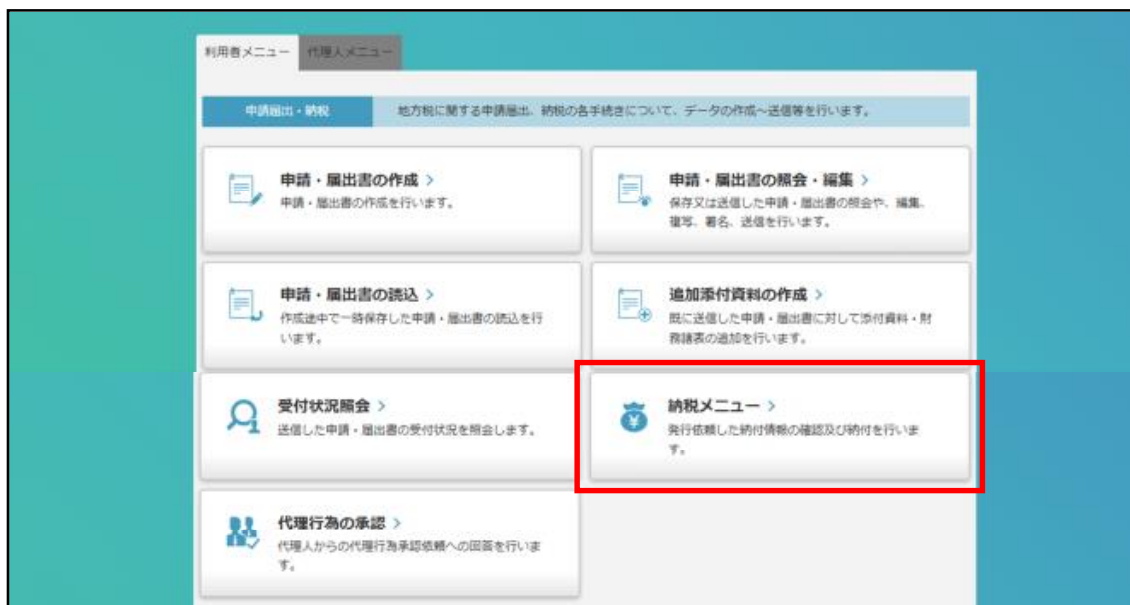 利用者メニュー 代理人メニュー
申請届出・納税 地方税に関する申請届出、納税の各手続きについて、データの作成～送信等を行います。
申請・届出書の作成 >
申請・届出書の作成を行います。
申請・届出書の照会・編集 >
保存又は送信した申請・届出書の照会や、編集、
複写、署名、送信を行います。
申請・届出書の読込 >
作成途中で一時保存した申請・届出書の読込を行
います。
追加添付資料の作成 >
既に送信した申請・届出書に対して添付資料・財
務諸表の追加を行います。
受付状況照会 >
送信した申請・届出書の受付状況を照会します。
納税メニュー >
発行依頼した納付情報の確認及び納付を行いま
す。
代理行為の承認 >
代理人からの代理行為承認依頼への回答を行いま
す。